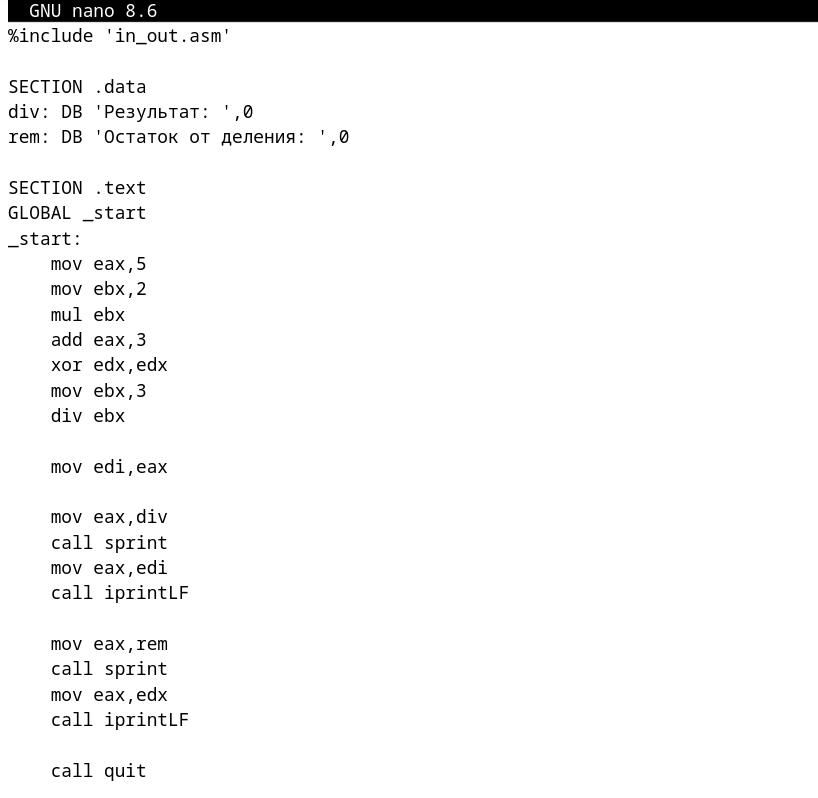 GNU nano 8.6
%include 'in_out.asm'
SECTION .data
div: DB 'Результат: ',0
rem: DB 'Остаток от деления: ',0
SECTION .text
GLOBAL _start
_start:
mov eax,5
mov ebx,2
mul ebx
add eax,3
xor edx,edx
mov ebx,3
div ebx
mov edi,eax
mov eax,div
call sprint
mov eax,edi
call iprintLF
mov eax,rem
call sprint
mov eax,edx
call iprintLF
call quit